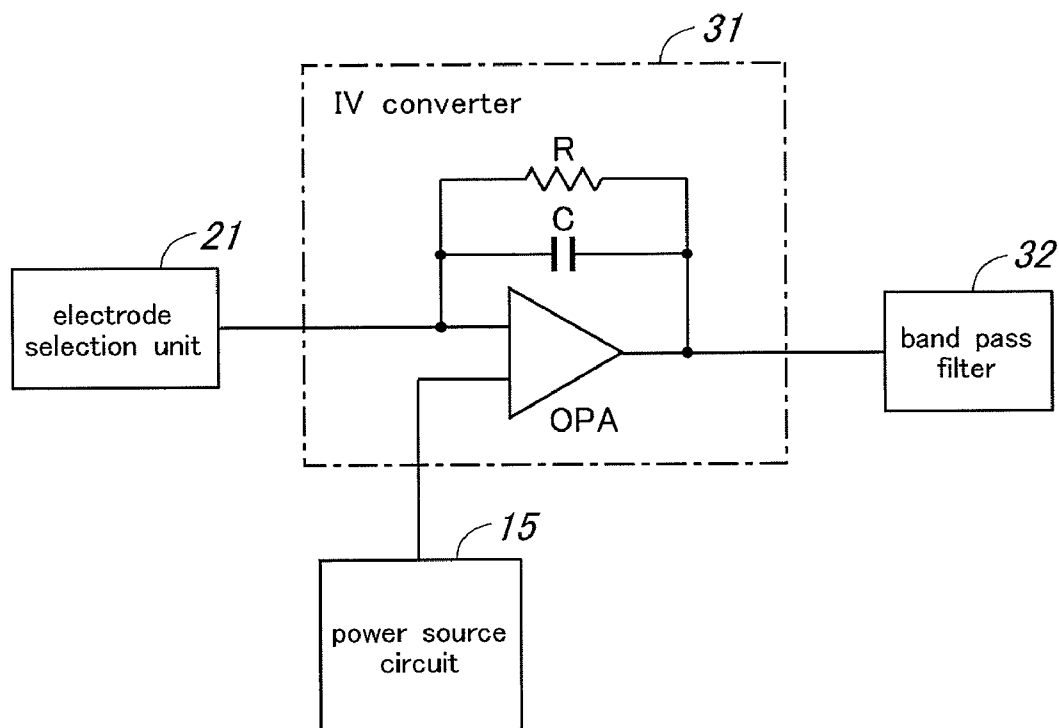 31
IV converter
R
C
21
electrode
selection unit
32
band pass
filter
OPA
15
power source
circuit